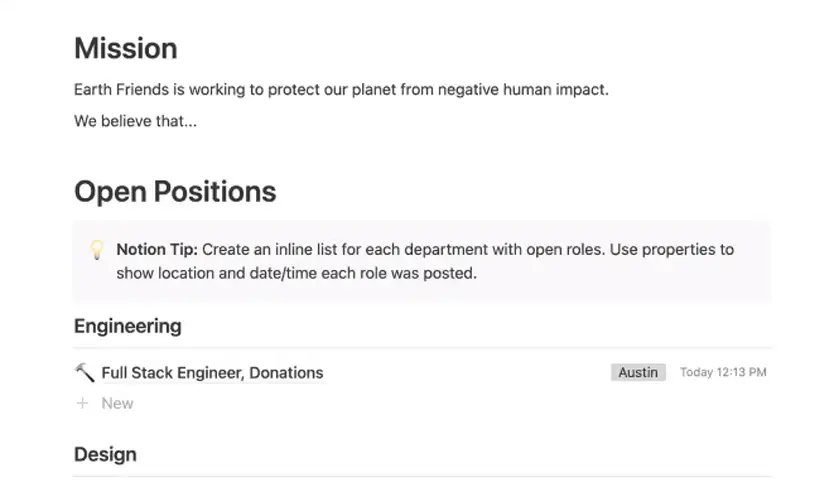 Mission
Earth Friends is working to protect our planet from negative human impact.
We believe that...
Open Positions
Notion Tip: Create an inline list for each department with open roles. Use properties to
show location and date/time each role was posted.
Engineering
Full Stack Engineer, Donations Austin Today 12:13 PM
+ New
Design